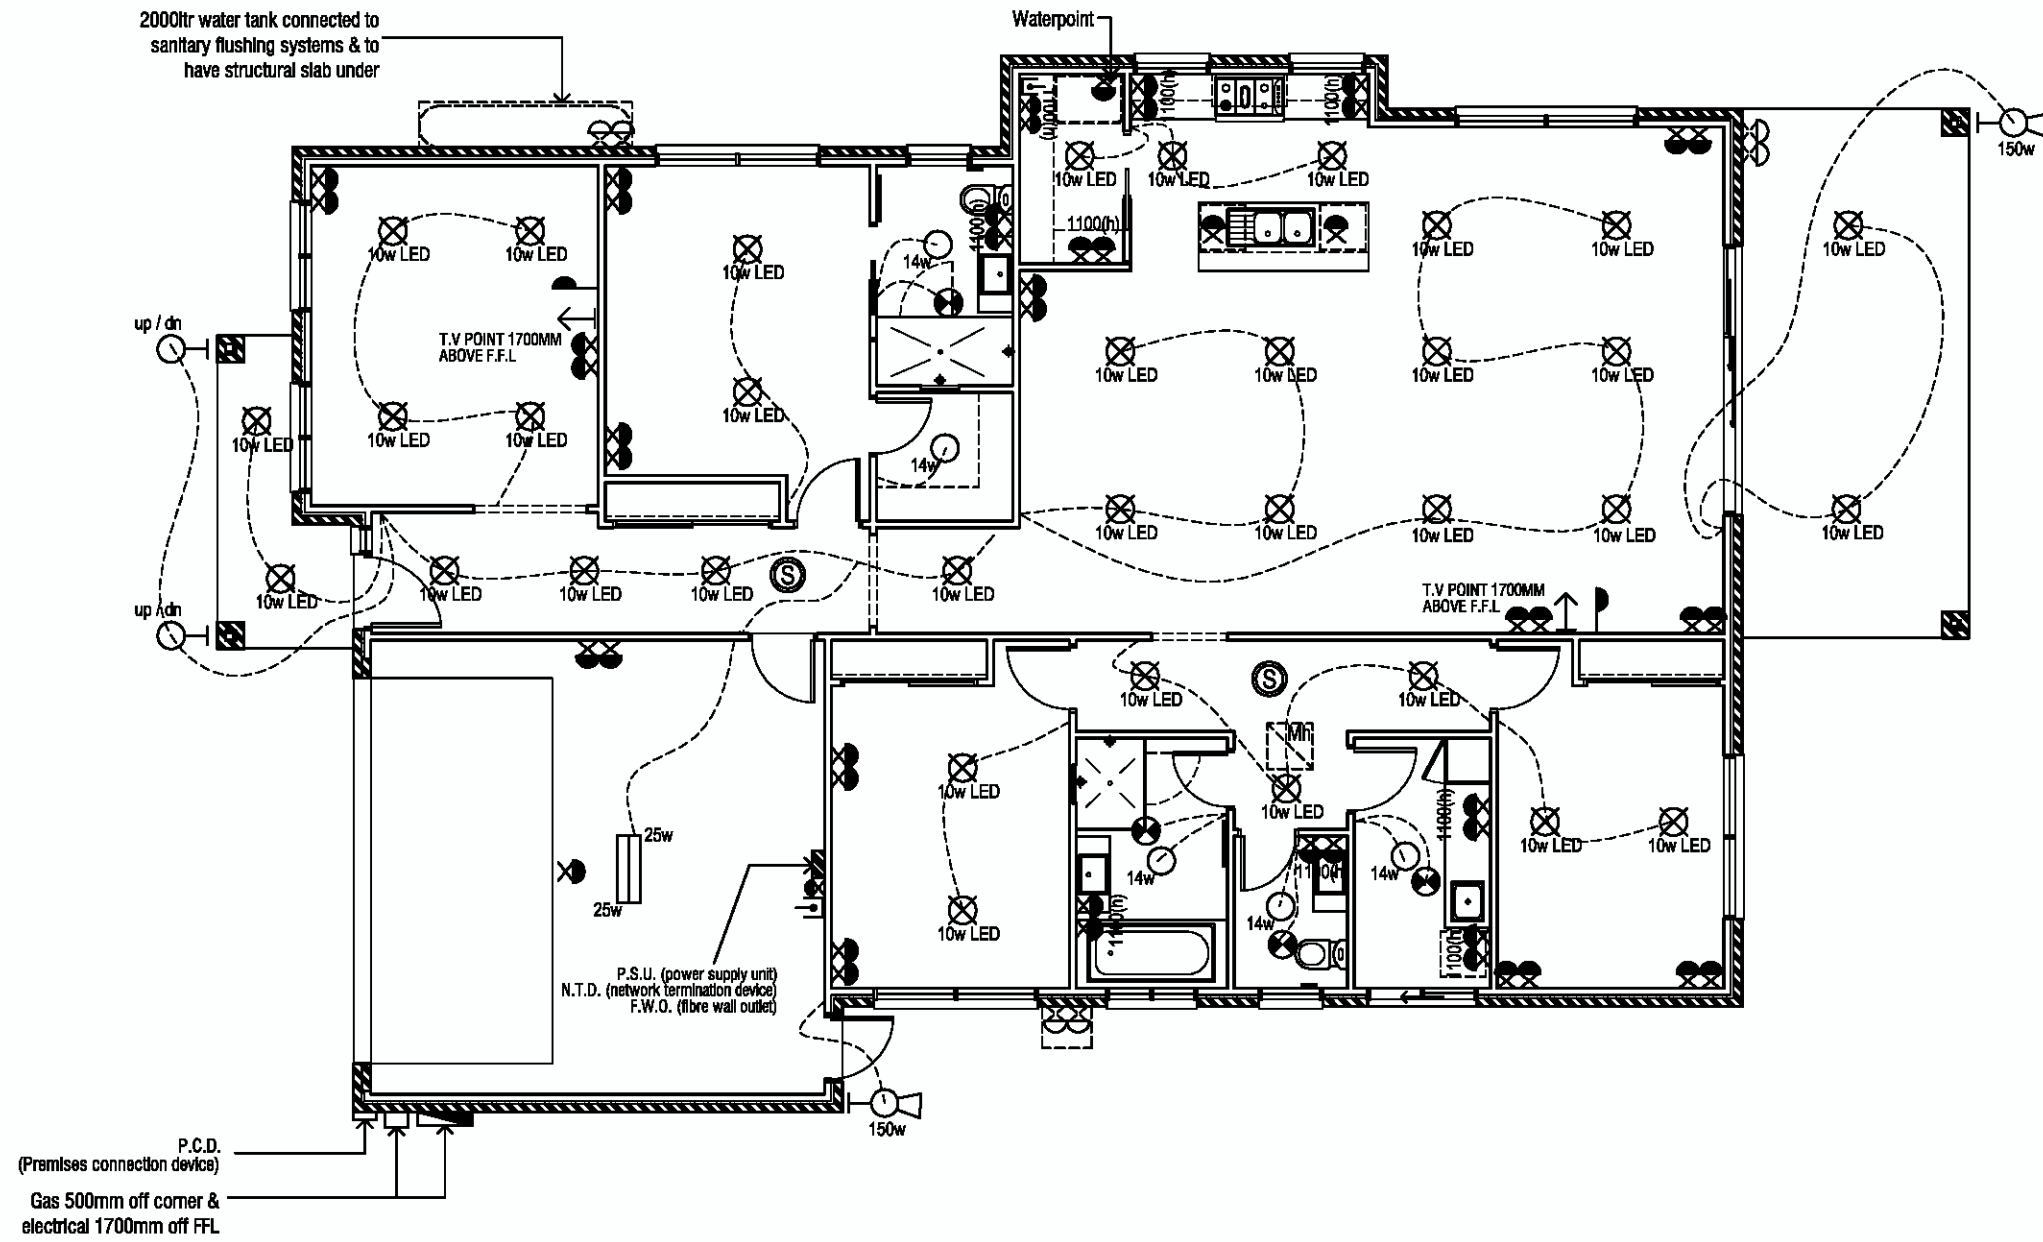 2000ltr water tank connected to
sanitary flushing systems & to
have structural slab under
Waterpoint
150w
1100(h)
1100(h)
1100(h)
10w LED
10w LED
10w LED
1100(h)
1100(h)
10w LED
10w LED
10w LED
14w
10w LED
10w LED
10w LED
up / dn
T.V POINT 1700MM
ABOVE F.F.L
10w LED
10w LED
10w LED
10w LED
10w LED
10w LED
10w LED
10w LED
14w
10w LED
10w LED
10w LED
10w LED
10w LED
up / dn
10w LED
10w LED
10w LED
10w LED
S
10w LED
T.V POINT 1700MM
ABOVE F.F.L
10w LED
S
10w LED
Mh
10w LED
10w LED
1100(h)
10w LED
10w LED
25w
14w
1100(h)
14w
25w
10w LED
1100(h)
14w
1100(h)
P.S.U. (power supply unit)
N.T.D. (network termination device)
F.W.O. (fibre wall outlet)
150w
P.C.D.
(Premises connection device)
Gas 500mm off corner &
electrical 1700mm off FFL